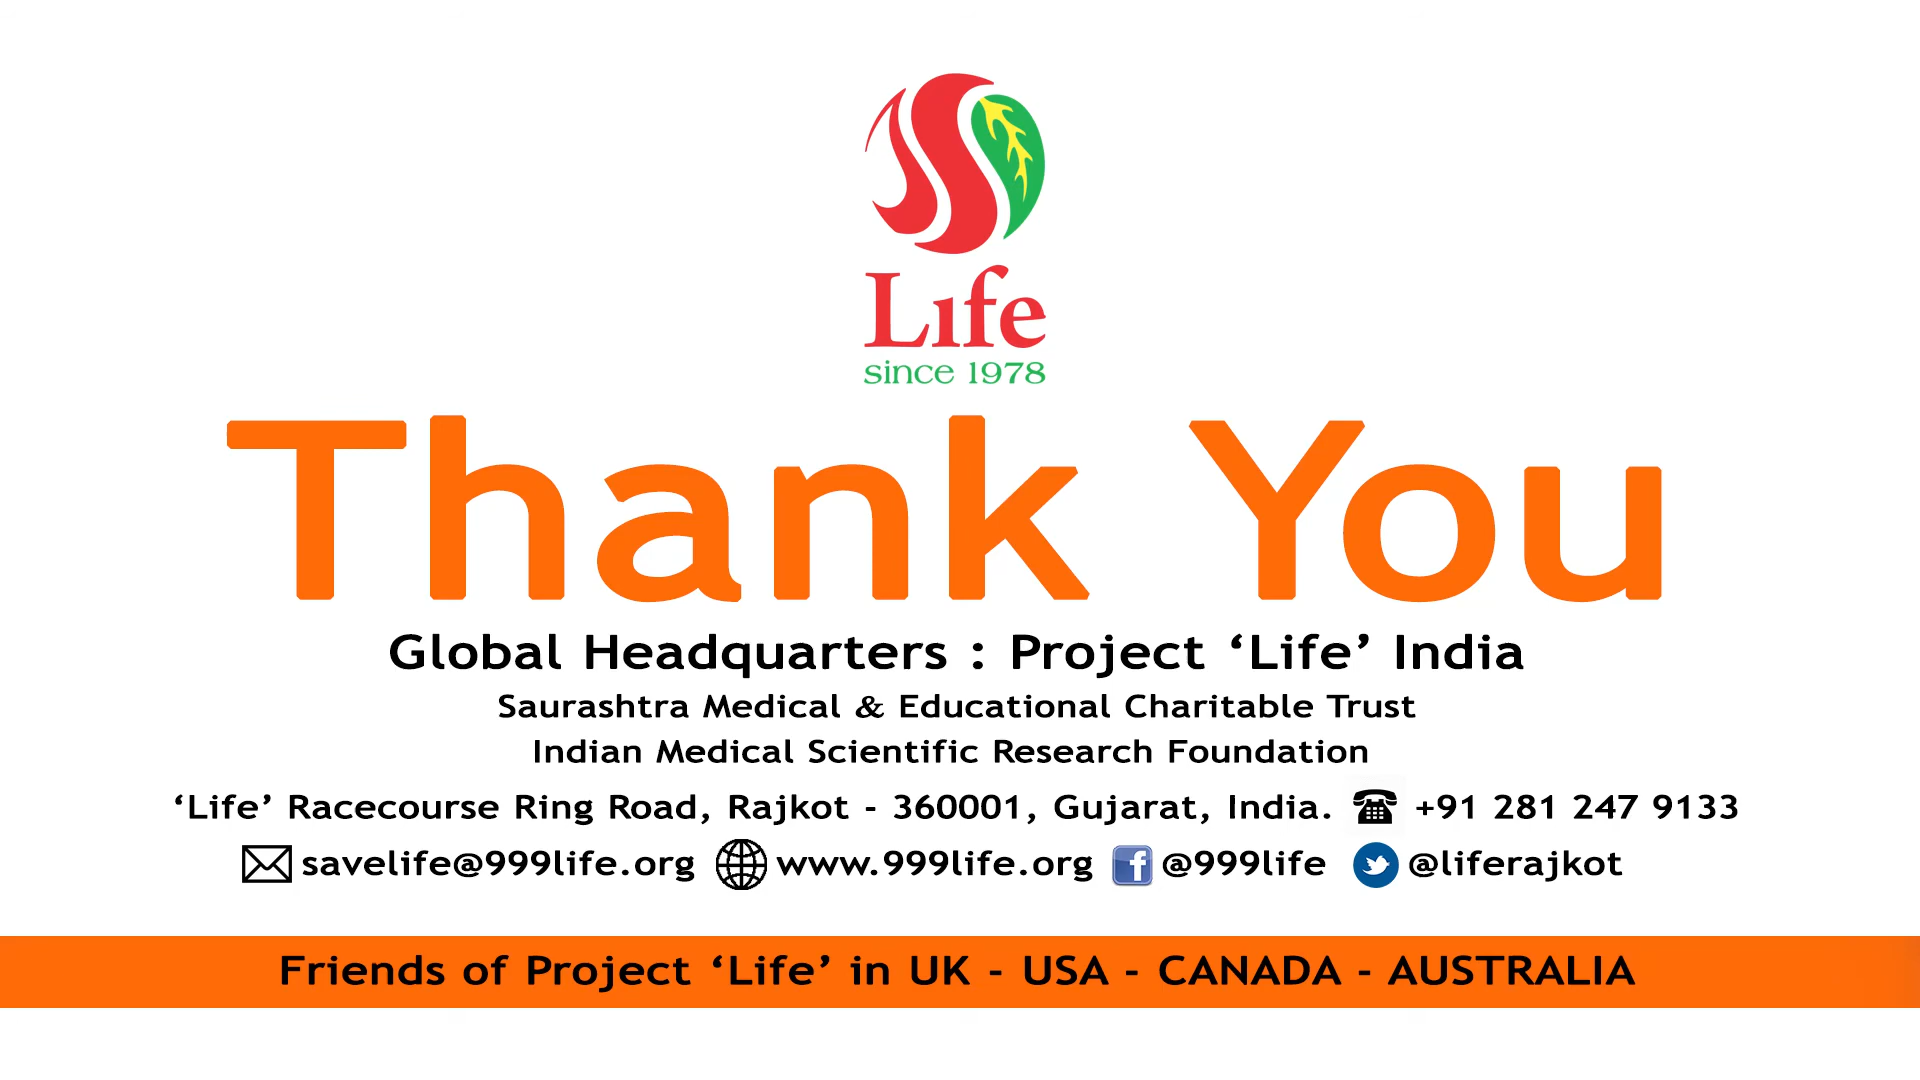 Life
since 1978
Thank You
Global Headquarters : Project ‘Life’ India
Saurashtra Medical & Educational Charitable Trust
Indian Medical Scientific Research Foundation
‘Life’ Racecourse Ring Road, Rajkot - 360001, Gujarat, India. +91 281 247 9133
savelife@999life.org www.999life.org @999life @liferajkot
Friends of Project ‘Life’ in UK - USA - CANADA - AUSTRALIA